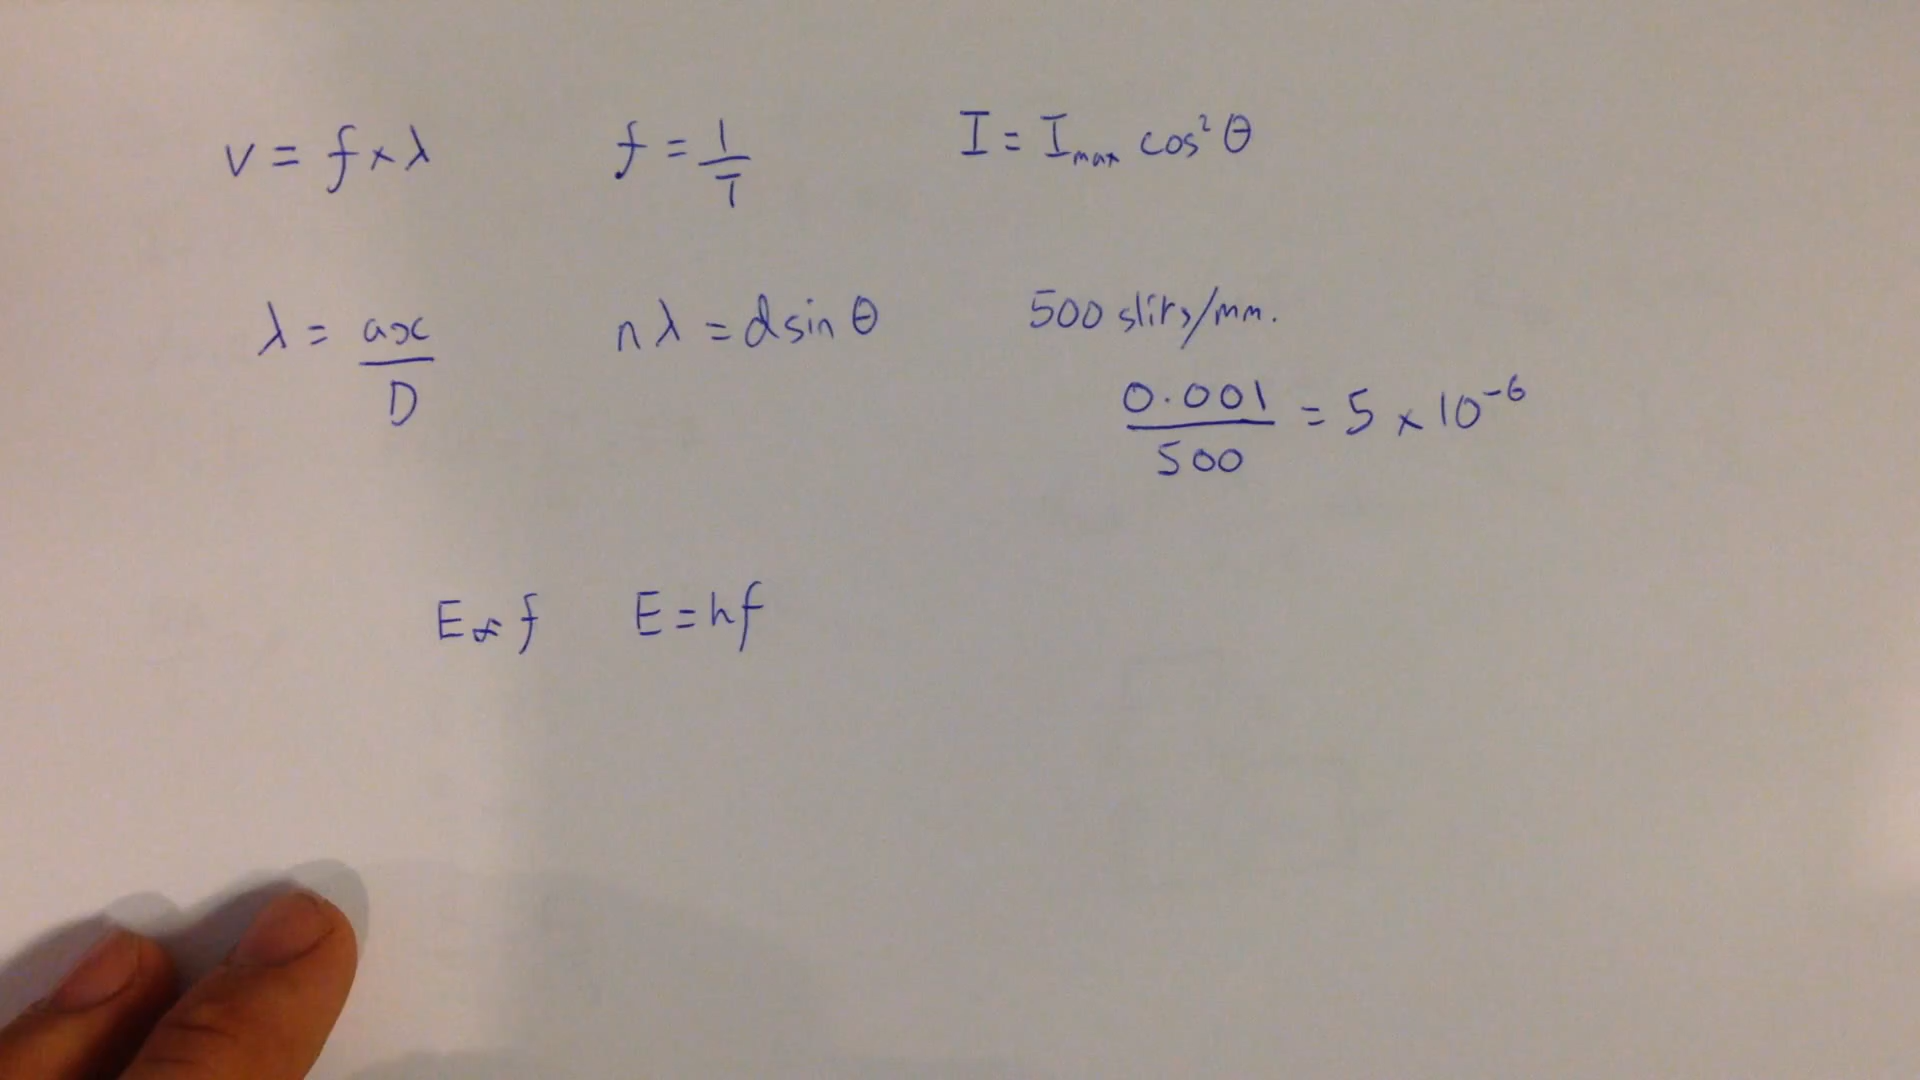 v = f × λ
f = 1/T
I = Imax cos² θ
λ = ax/D
nλ = d sin θ
500 slits/mm.
0.001/500 = 5 × 10⁻⁶
E ∝ f
E = hf